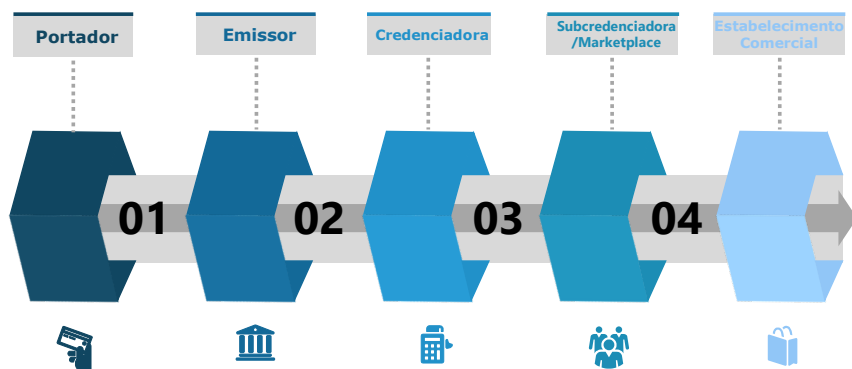 Portador
Emissor
Credenciadora
Subcredenciadora
/Marketplace
Estabelecimento
Comercial
01
02
03
04